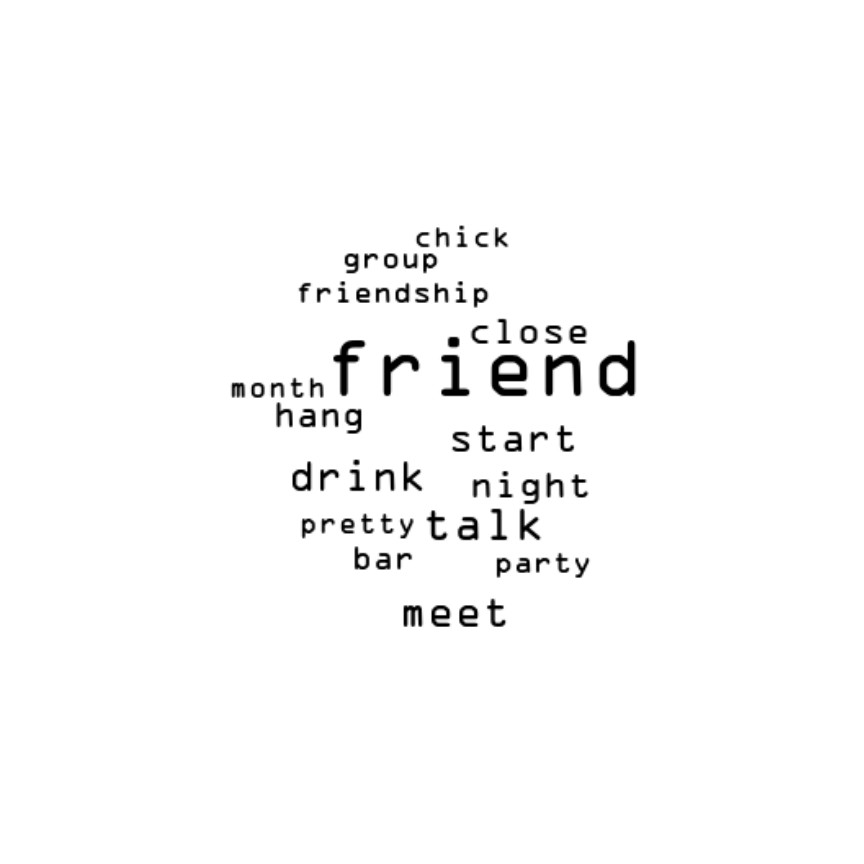 chick
group
friendship
close
friend
month
hang
start
drink
night
pretty talk
bar
party
meet